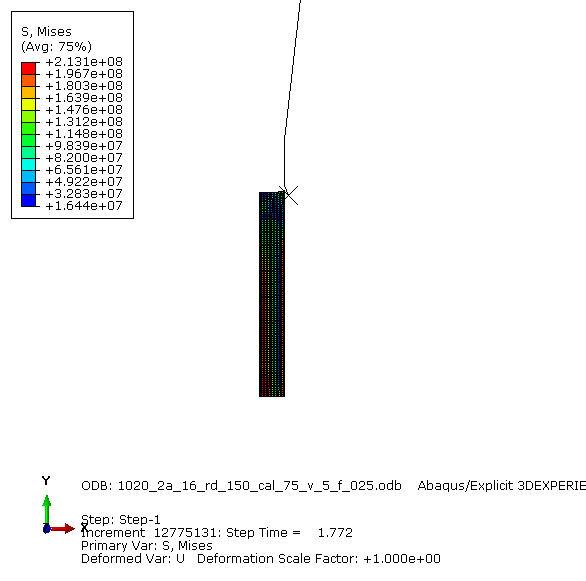 S, Mises
(Avg: 75%)
+2.131e+08
+1.967e+08
+1.803e+08
+1.639e+08
+1.476e+08
+1.312e+08
+1.148e+08
+9.839e+07
+8.200e+07
+6.561e+07
+4.922e+07
+3.283e+07
+1.644e+07
Y
X
ODB: 1020_2a_16_rd_150_cal_75_v_5_f_025.odb Abaqus/Explicit 3DEXPERIE
Step: Step-1
Increment 12775131: Step Time = 1.772
Primary Var: S, Mises
Deformed Var: U Deformation Scale Factor: +1.000e+00